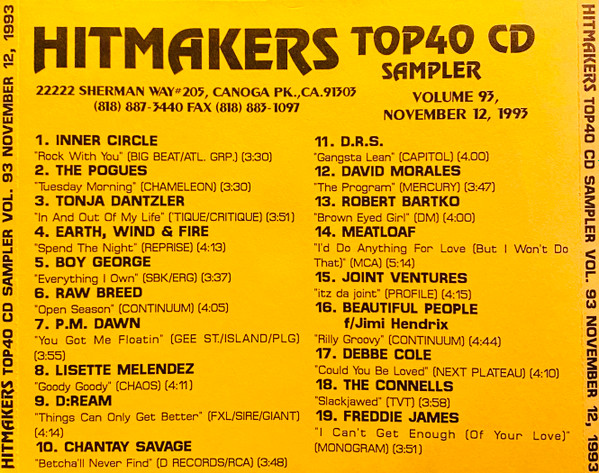 HITMAKERS TOP40 CD SAMPLER
22222 SHERMAN WAY#205, CANOGA PK.,CA.91303
(818) 887-3440 FAX (818) 883-1097
VOLUME 93,
NOVEMBER 12, 1993
1. INNER CIRCLE
"Rock With You" (BIG BEAT/ATL. GRP.) (3:30)
2. THE POGUES
"Tuesday Morning" (CHAMELEON) (3:30)
3. TONJA DANTZLER
"In And Out Of My Life" ('TIQUE/CRITIQUE) (3:51)
4. EARTH, WIND & FIRE
"Spend The Night" (REPRISE) (4:13)
5. BOY GEORGE
"Everything I Own" (SBK/ERG) (3:37)
6. RAW BREED
"Open Season" (CONTINUUM) (4:05)
7. P.M. DAWN
"You Got Me Floatin" (GEE ST./ISLAND/PLG)
(3:55)
8. LISETTE MELENDEZ
"Goody Goody" (CHAOS) (4:11)
9. D:REAM
"Things Can Only Get Better" (FXL/SIRE/GIANT)
(4:14)
10. CHANTAY SAVAGE
"Betcha'll Never Find" (D RECORDS/RCA) (3:48)
11. D.R.S.
"Gangsta Lean" (CAPITOL) (4.00)
12. DAVID MORALES
"The Program" (MERCURY) (3:47)
13. ROBERT BARTKO
"Brown Eyed Girl" (DM) (4:00)
14. MEATLOAF
"I'd Do Anything For Love (But I Won't Do
That)" (MCA) (5:14)
15. JOINT VENTURES
"itz da joint" (PROFILE) (4:15)
16. BEAUTIFUL PEOPLE
f/Jimi Hendrix
"Rilly Groovy" (CONTINUUM) (4:44)
17. DEBBE COLE
"Could You Be Loved" (NEXT PLATEAU) (4:10)
18. THE CONNELLS
"Slackjawed" (TVT) (3:58)
19. FREDDIE JAMES
"I Can't Get Enough (Of Your Love)"
(MONOGRAM) (3:51)
HITMAKERS TOP40 CD SAMPLER VOL. 93 NOVEMBER 12, 1993
HITMAKERS TOP40 CD SAMPLER VOL. 93 NOVEMBER 12, 1993